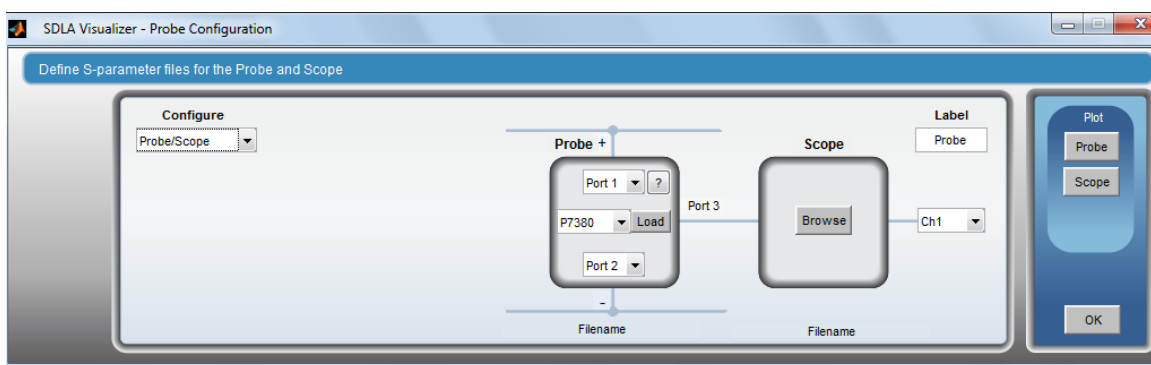 SDLA Visualizer - Probe Configuration
Define S-parameter files for the Probe and Scope
Configure
Probe/Scope
Probe +
Port 1
?
P7380
Load
Port 2
-
Filename
Port 3
Scope
Browse
Filename
Label
Probe
Ch1
Plot
Probe
Scope
OK